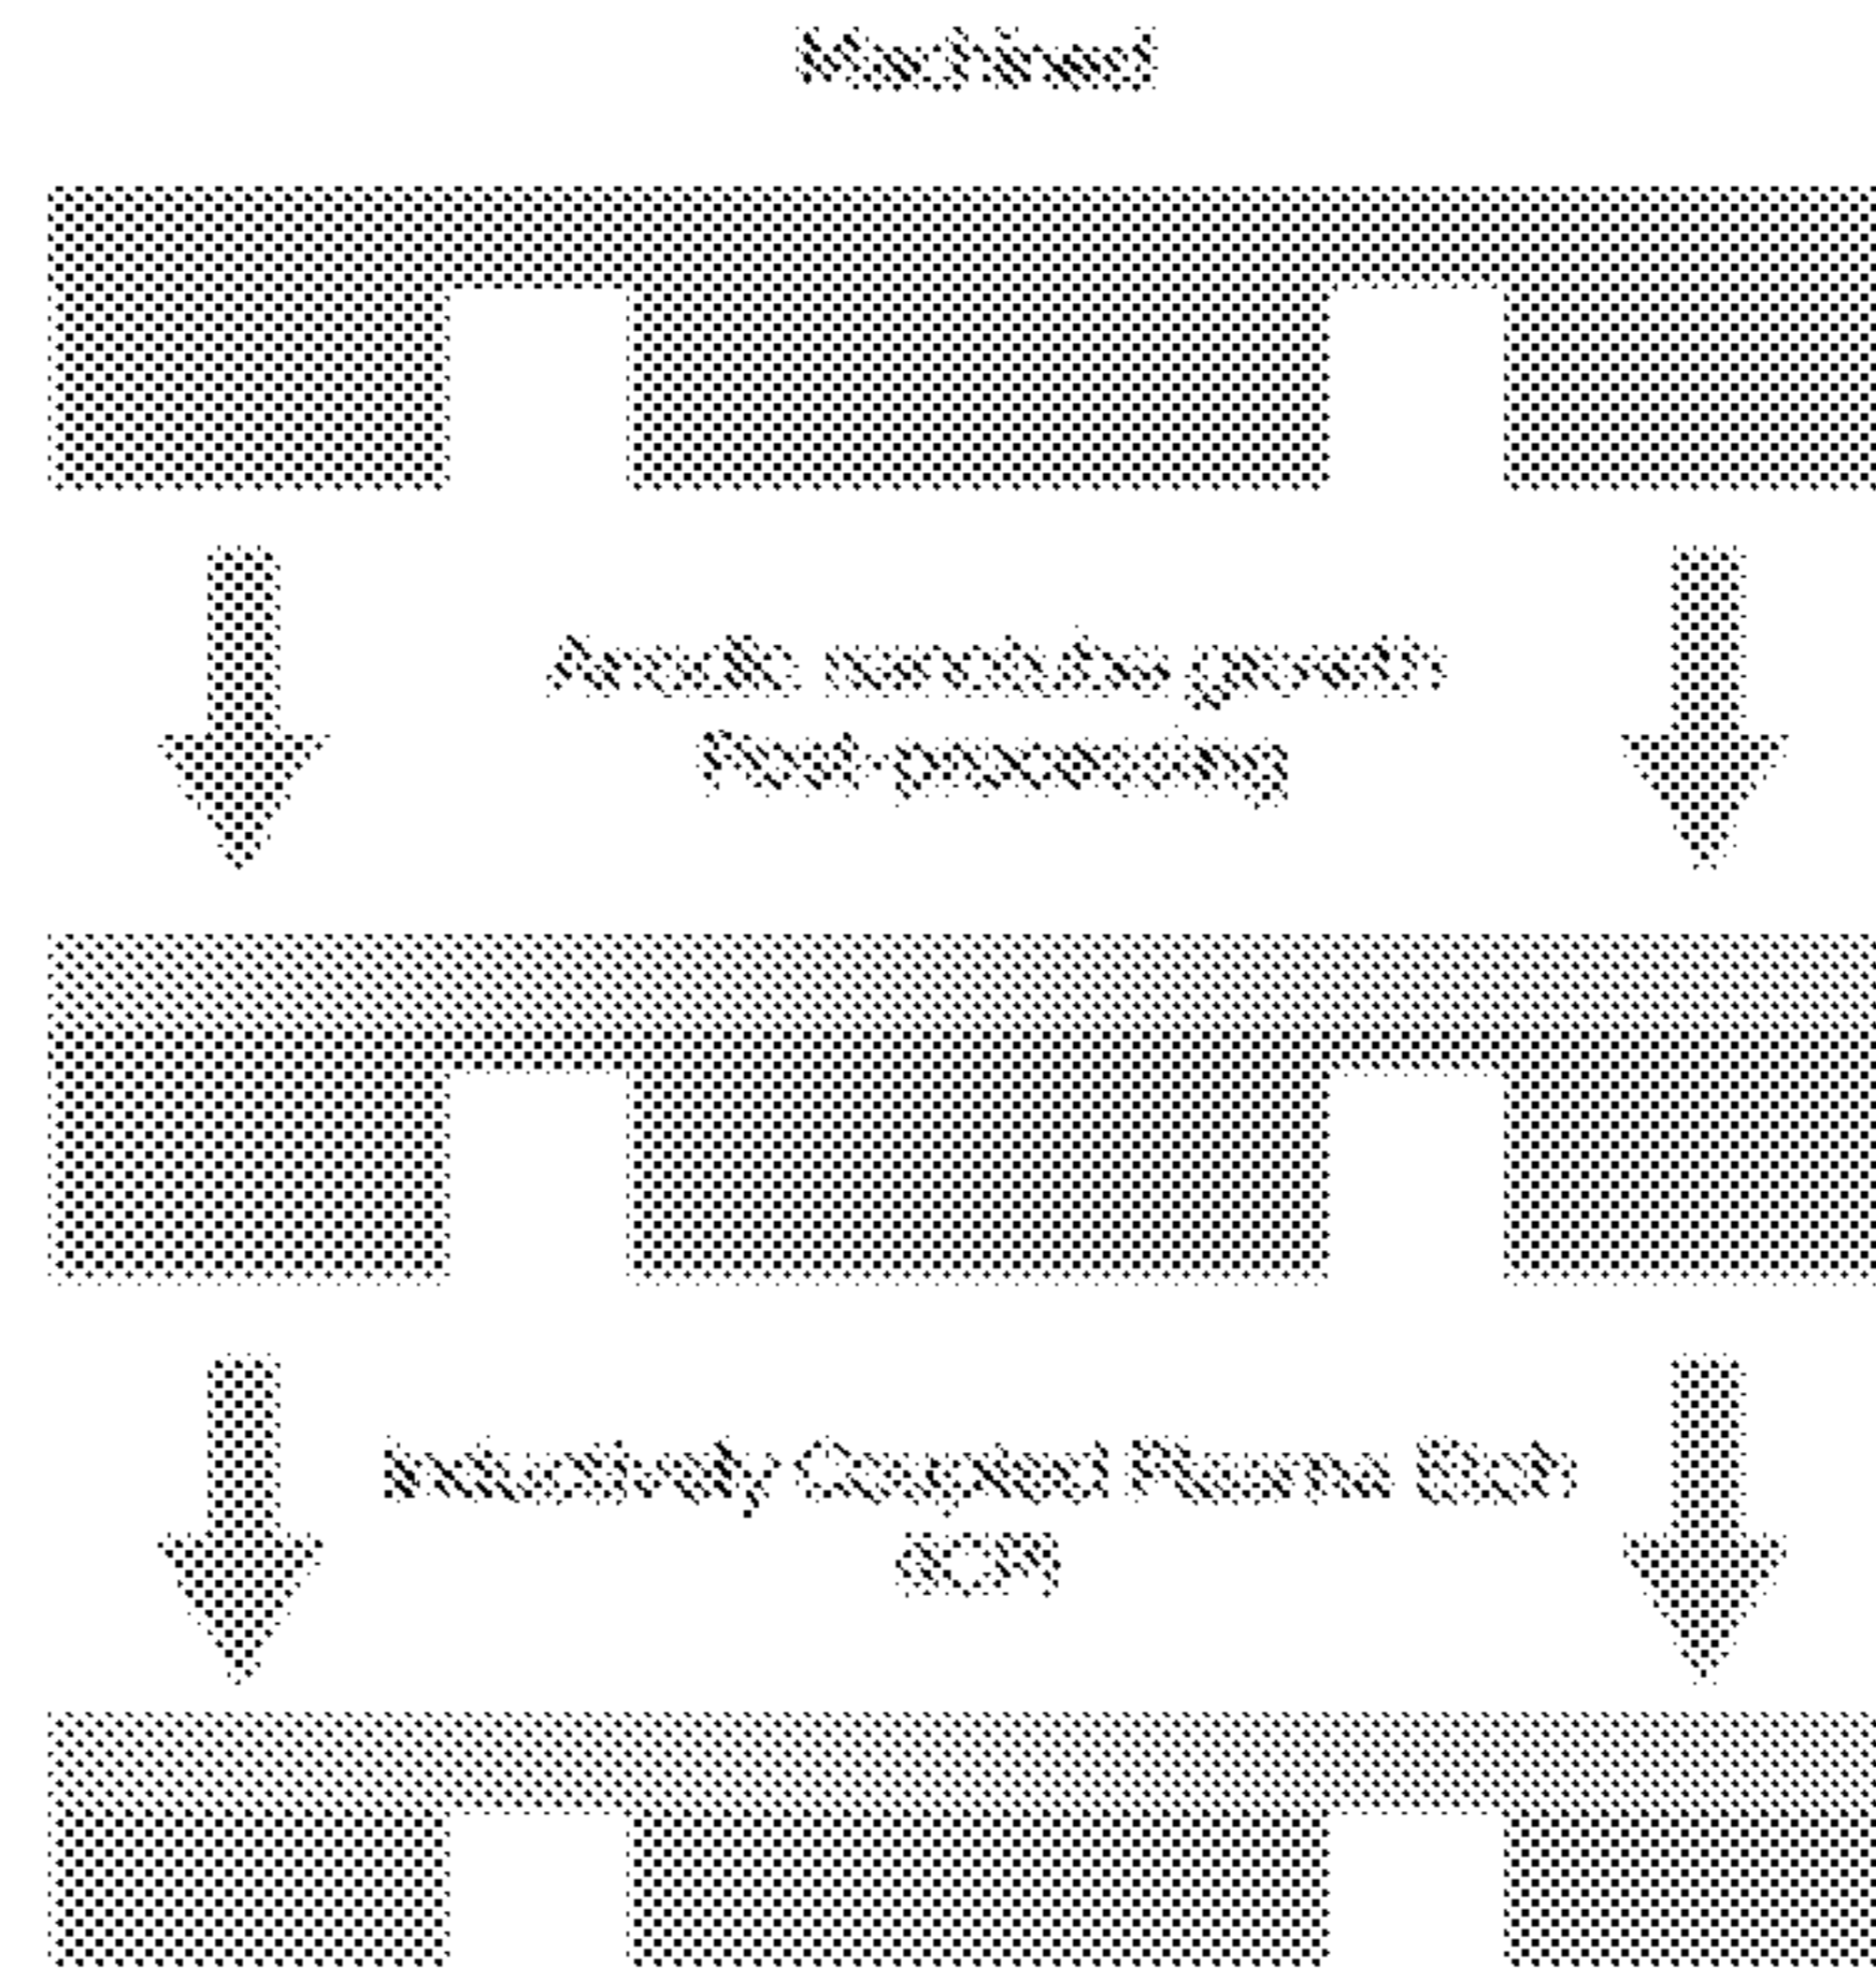 Machined
Anodic nanotube growth
Post-processing
Inductively Coupled Plasma Etch
(ICP)